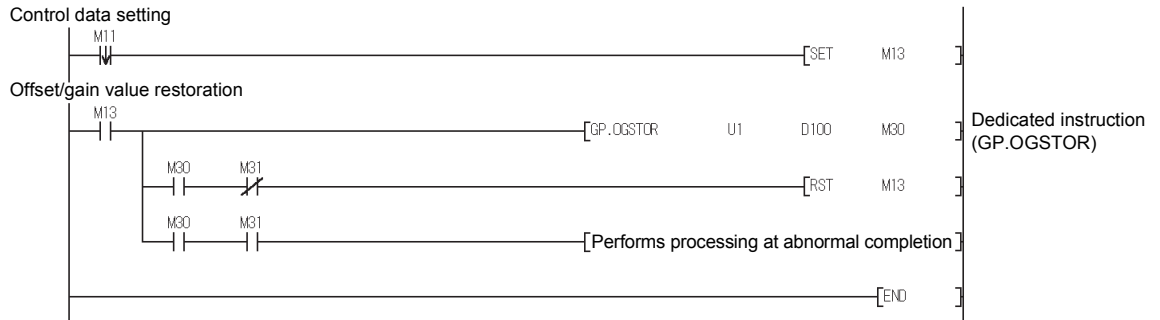 Control data setting
M11
SET M13
Offset/gain value restoration
M13
GP.OGSTOR U1 D100 M30
Dedicated instruction
(GP.OGSTOR)
M30 M31
RST M13
M30 M31
Performs processing at abnormal completion
END